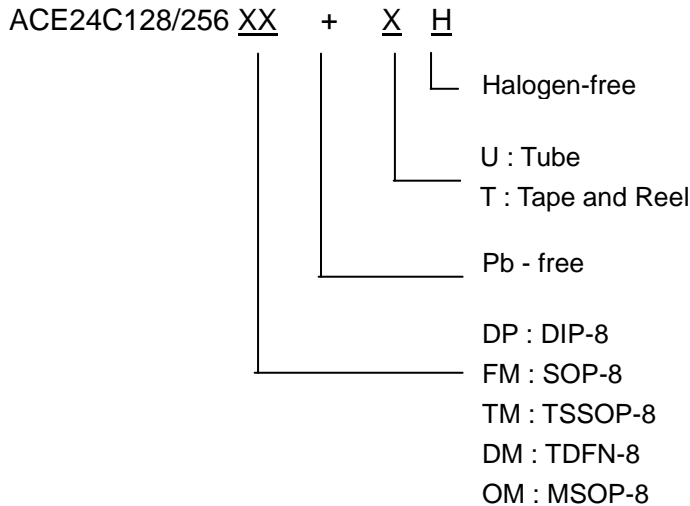 ACE24C128/256 XX + X H
Halogen-free
U : Tube
T : Tape and Reel
Pb - free
DP : DIP-8
FM : SOP-8
TM : TSSOP-8
DM : TDFN-8
OM : MSOP-8